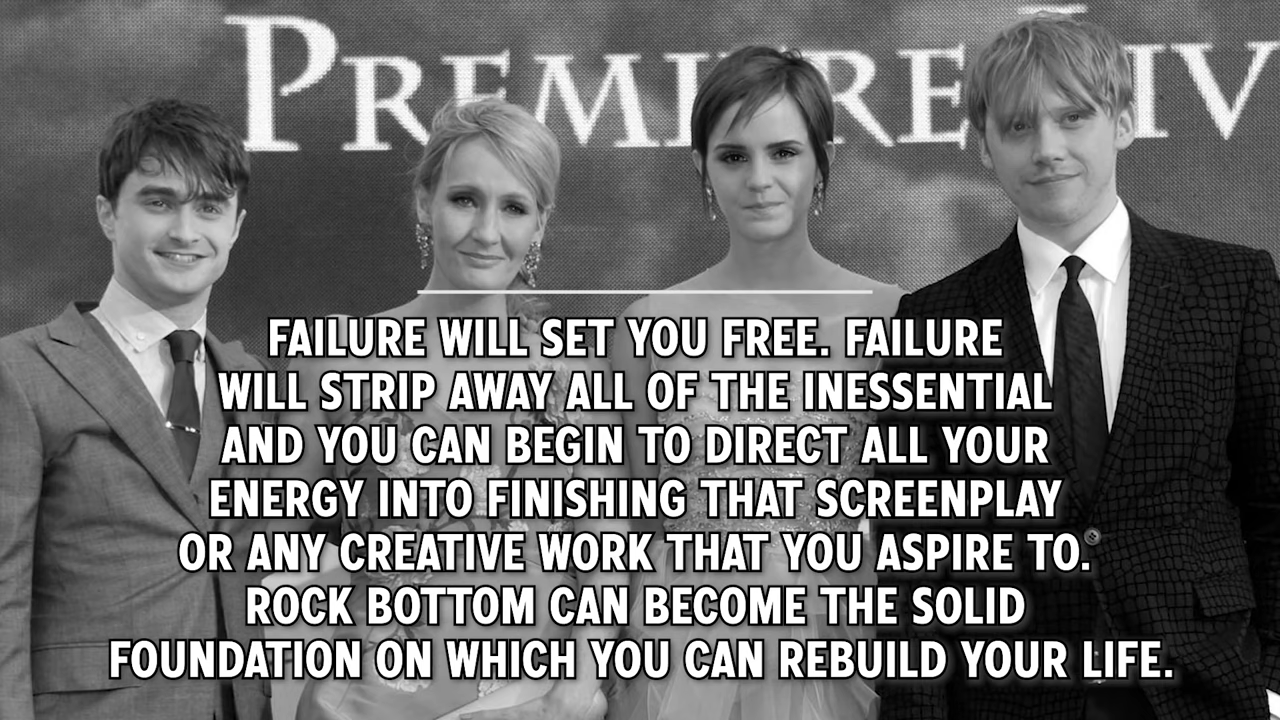 PREMIERE LIV
FAILURE WILL SET YOU FREE. FAILURE
WILL STRIP AWAY ALL OF THE INESSENTIAL
AND YOU CAN BEGIN TO DIRECT ALL YOUR
ENERGY INTO FINISHING THAT SCREENPLAY
OR ANY CREATIVE WORK THAT YOU ASPIRE TO.
ROCK BOTTOM CAN BECOME THE SOLID
FOUNDATION ON WHICH YOU CAN REBUILD YOUR LIFE.